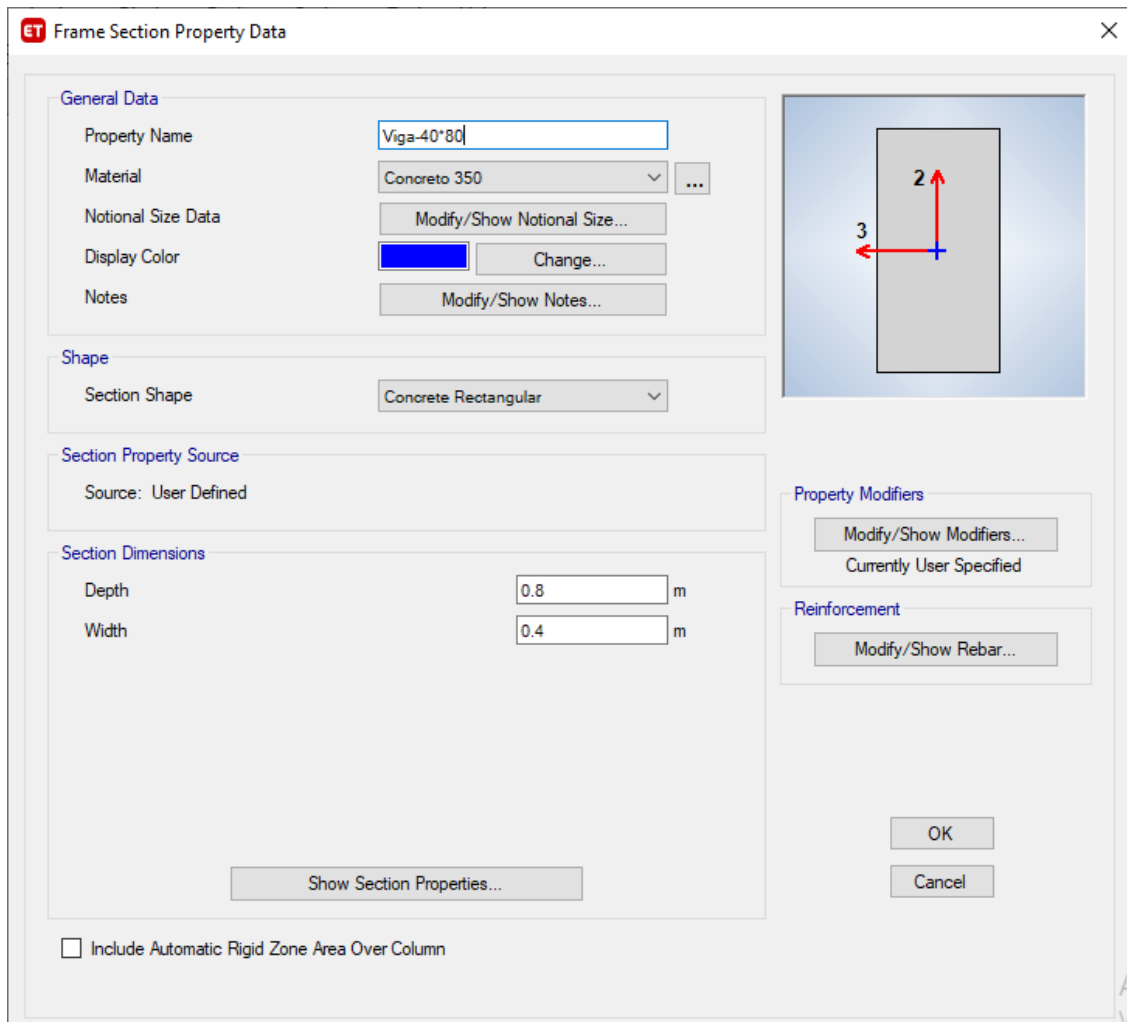 ET Frame Section Property Data
General Data
Property Name Viga-40*80
Material Concreto 350 ...
Notional Size Data Modify/Show Notional Size...
Display Color Change...
Notes Modify/Show Notes...
2
3
Shape
Section Shape Concrete Rectangular
Section Property Source
Source: User Defined
Property Modifiers
Modify/Show Modifiers...
Currently User Specified
Section Dimensions
Depth 0.8 m
Width 0.4 m
Reinforcement
Modify/Show Rebar...
Show Section Properties...
OK
Cancel
Include Automatic Rigid Zone Area Over Column